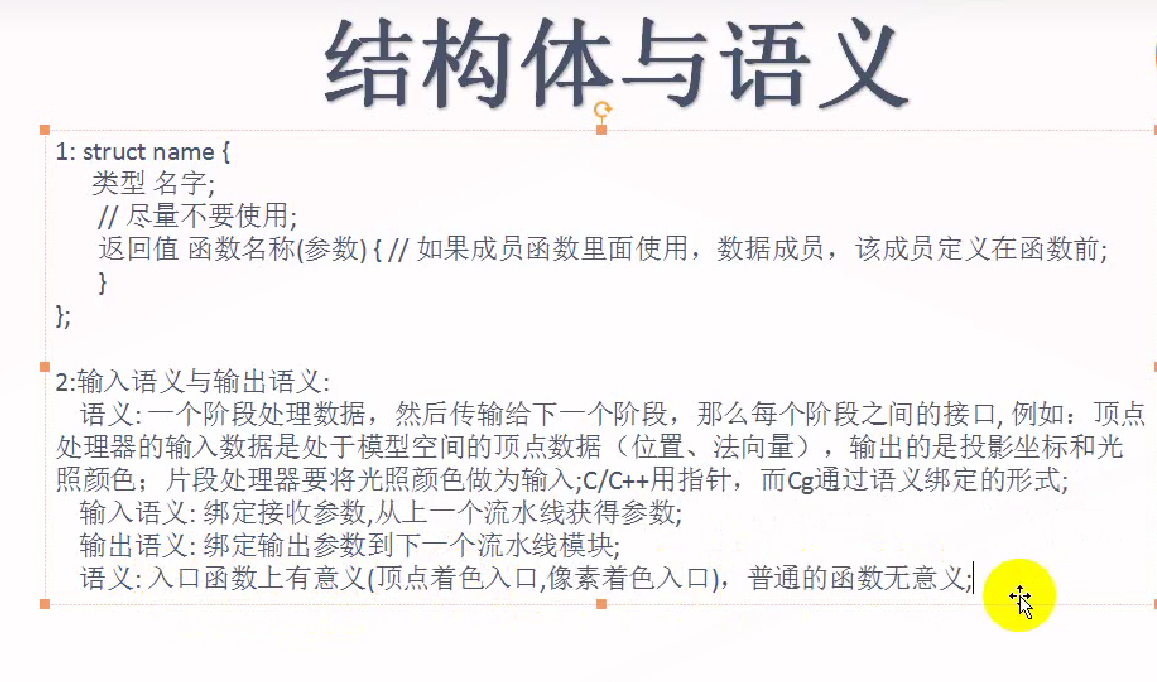 结构体与语义
1: struct name {
类型 名字;
// 尽量不要使用;
返回值 函数名称(参数) { // 如果成员函数里面使用，数据成员，该成员定义在函数前;
}
};
2:输入语义与输出语义:
语义: 一个阶段处理数据，然后传输给下一个阶段，那么每个阶段之间的接口, 例如：顶点
处理器的输入数据是处于模型空间的顶点数据（位置、法向量），输出的是投影坐标和光
照颜色；片段处理器要将光照颜色做为输入;C/C++用指针，而Cg通过语义绑定的形式;
输入语义: 绑定接收参数,从上一个流水线获得参数;
输出语义: 绑定输出参数到下一个流水线模块;
语义: 入口函数上有意义(顶点着色入口,像素着色入口)，普通的函数无意义;